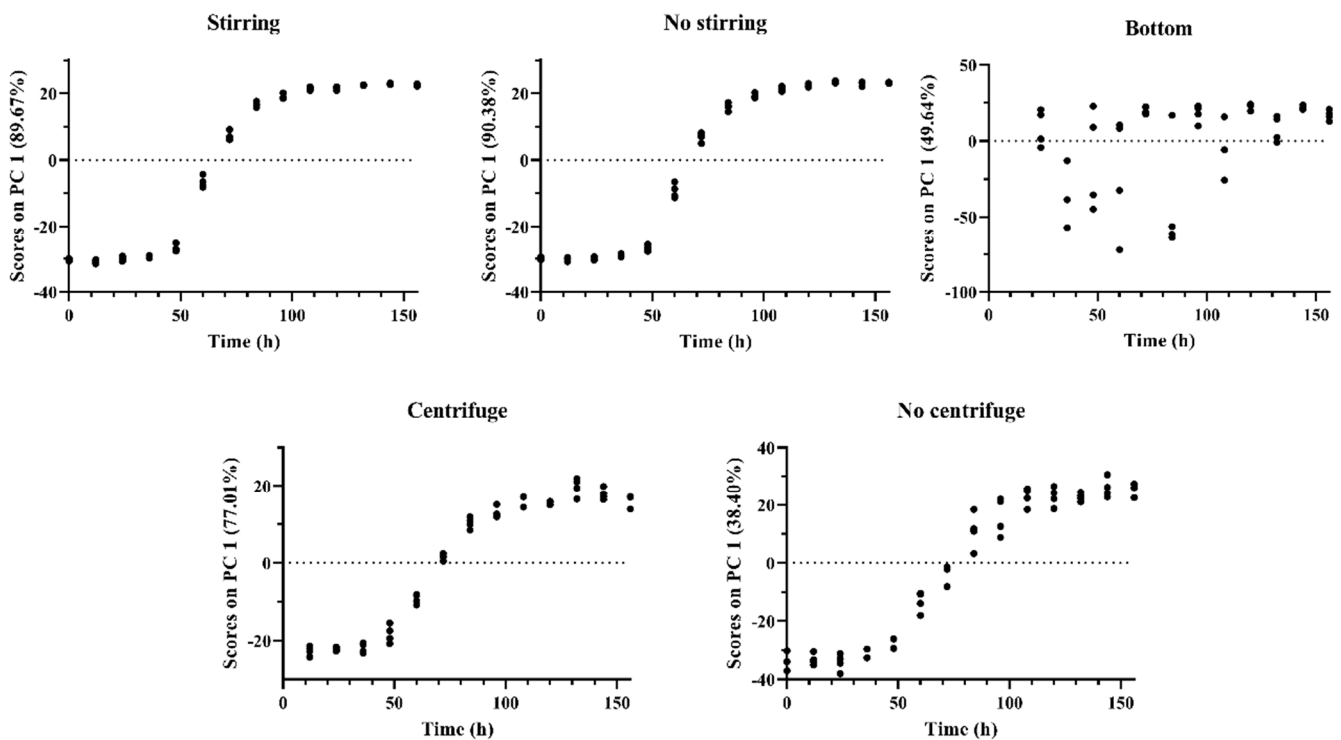 Stirring
No stirring
Bottom
Scores on PC 1 (89.67%)
20
0
-20
-40
0
50
100
150
Time (h)
Scores on PC 1 (90.38%)
20
0
-20
-40
0
50
100
150
Time (h)
Scores on PC 1 (49.64%)
50
0
-50
-100
0
50
100
150
Time (h)
Centrifuge
No centrifuge
Scores on PC 1 (77.01%)
20
0
-20
0
50
100
150
Time (h)
Scores on PC 1 (38.40%)
40
20
0
-20
-40
0
50
100
150
Time (h)